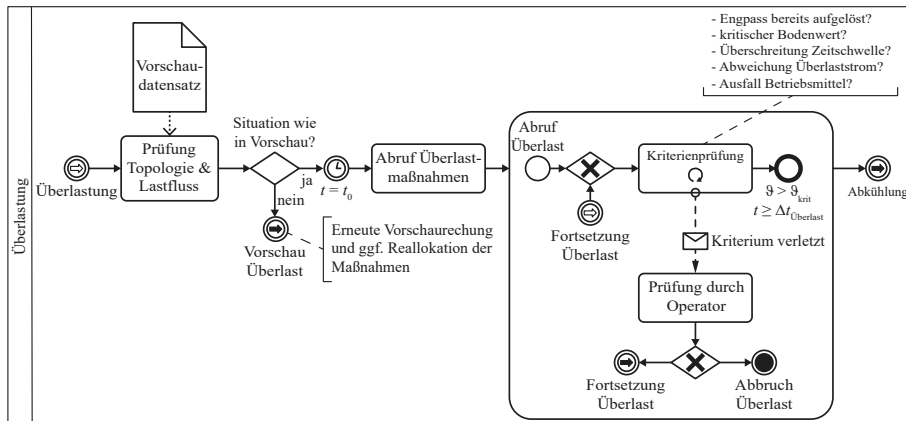 Überlastung
Vorschau-
datensatz
Überlastung
Prüfung
Topologie &
Lastfluss
Situation wie
in Vorschau?
ja
nein
t = t0
Vorschau
Überlast
Erneute Vorschaurechung
und ggf. Reallokation der
Maßnahmen
Abruf Überlast-
maßnahmen
- Engpass bereits aufgelöst?
- kritischer Bodenwert?
- Überschreitung Zeitschwelle?
- Abweichung Überlaststrom?
- Ausfall Betriebsmittel?
Abruf
Überlast
Fortsetzung
Überlast
Kriterienprüfung
ϑ > ϑkrit
t ≥ ΔtÜberlast
Kriterium verletzt
Prüfung durch
Operator
Fortsetzung
Überlast
Abbruch
Überlast
Abkühlung